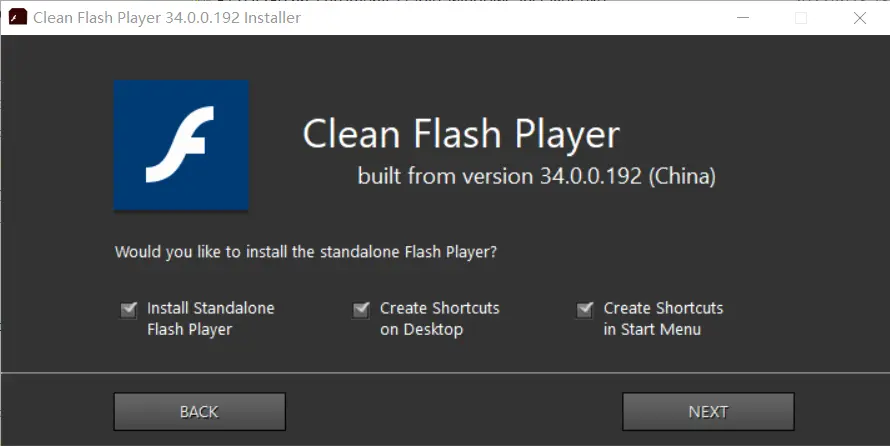 Clean Flash Player 34.0.0.192 Installer
Clean Flash Player
built from version 34.0.0.192 (China)
Would you like to install the standalone Flash Player?
Install Standalone
Flash Player
Create Shortcuts
on Desktop
Create Shortcuts
in Start Menu
BACK
NEXT